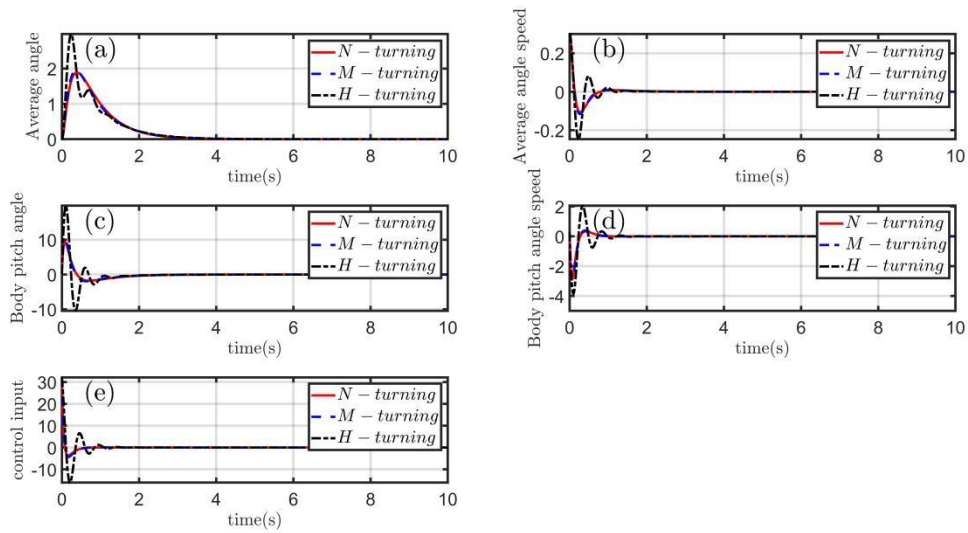 Average angle
(a)
N − turning
M − turning
H − turning
2
1
0
0 2 4 6 8 10
time(s)
Average angle speed
(b)
N − turning
M − turning
H − turning
0.2
0
-0.2
0 2 4 6 8 10
time(s)
Body pitch angle
(c)
N − turning
M − turning
H − turning
10
0
-10
0 2 4 6 8 10
time(s)
Body pitch angle speed
(d)
N − turning
M − turning
H − turning
2
0
-2
-4
0 2 4 6 8 10
time(s)
control input
(e)
N − turning
M − turning
H − turning
30
20
10
0
-10
0 2 4 6 8 10
time(s)